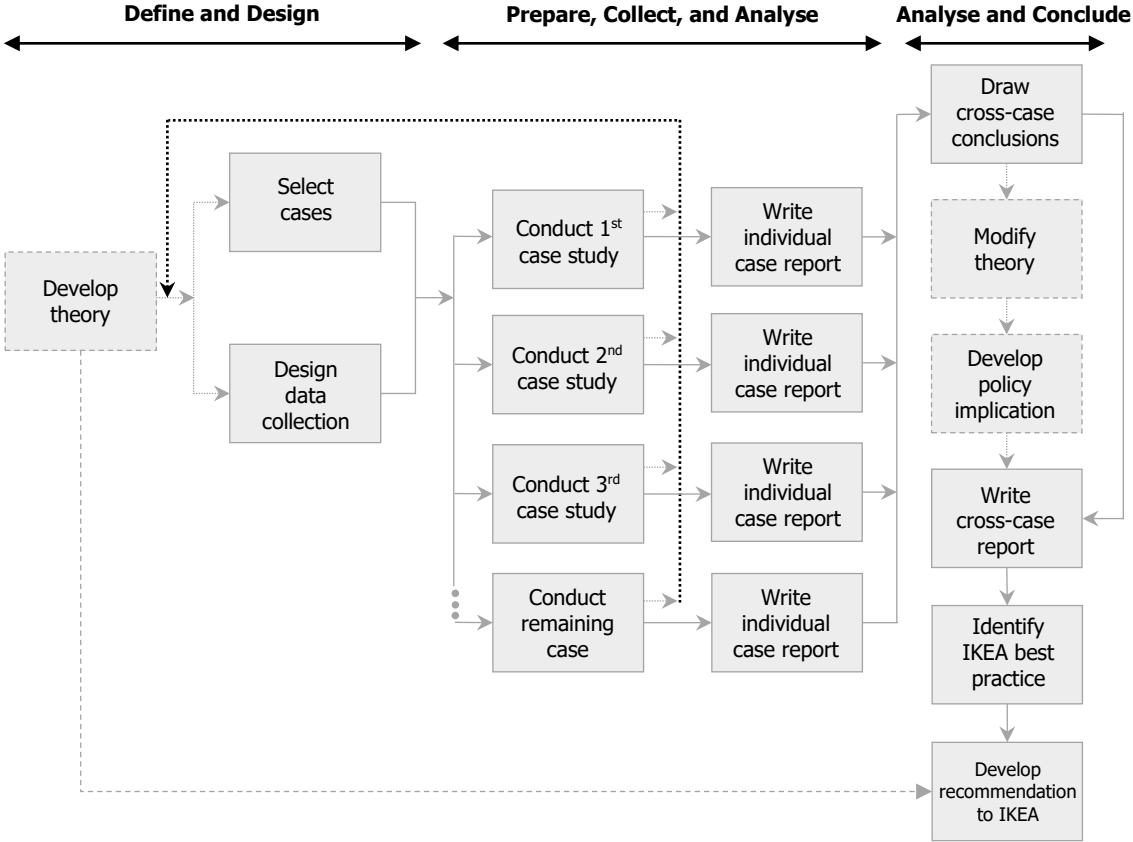 Define and Design
Prepare, Collect, and Analyse
Analyse and Conclude
Develop
theory
Select
cases
Design
data
collection
Conduct 1st
case study
Conduct 2nd
case study
Conduct 3rd
case study
Conduct
remaining
case
Write
individual
case report
Write
individual
case report
Write
individual
case report
Write
individual
case report
Draw
cross-case
conclusions
Modify
theory
Develop
policy
implication
Write
cross-case
report
Identify
IKEA best
practice
Develop
recommendation
to IKEA